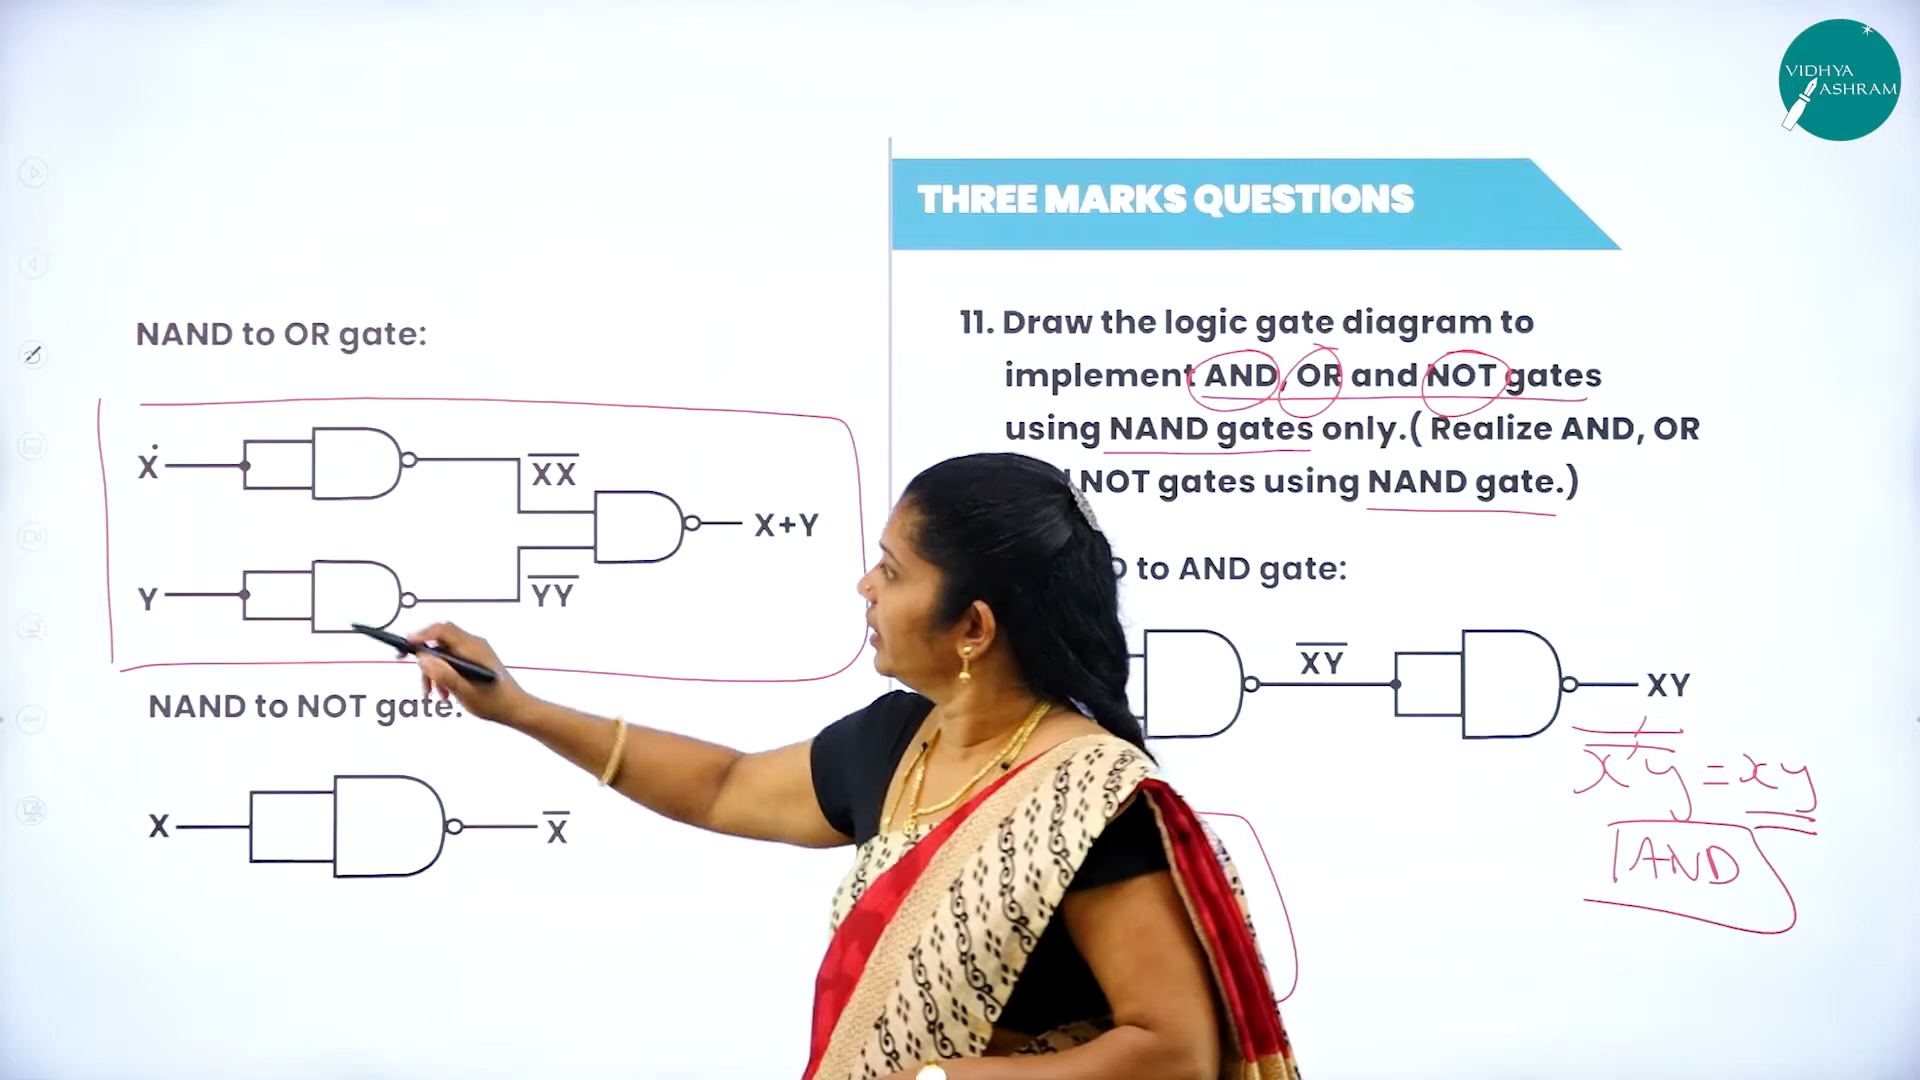 VIDHYA
ASHRAM
NAND to OR gate:
X
X̅X̅
X+Y
Y
Y̅Y̅
NAND to NOT gate:
X
X̅
THREE MARKS QUESTIONS
11. Draw the logic gate diagram to
implement AND, OR and NOT gates
using NAND gates only.( Realize AND, OR
NOT gates using NAND gate.)
to AND gate:
X̅Y̅
XY
xy = xy
AND